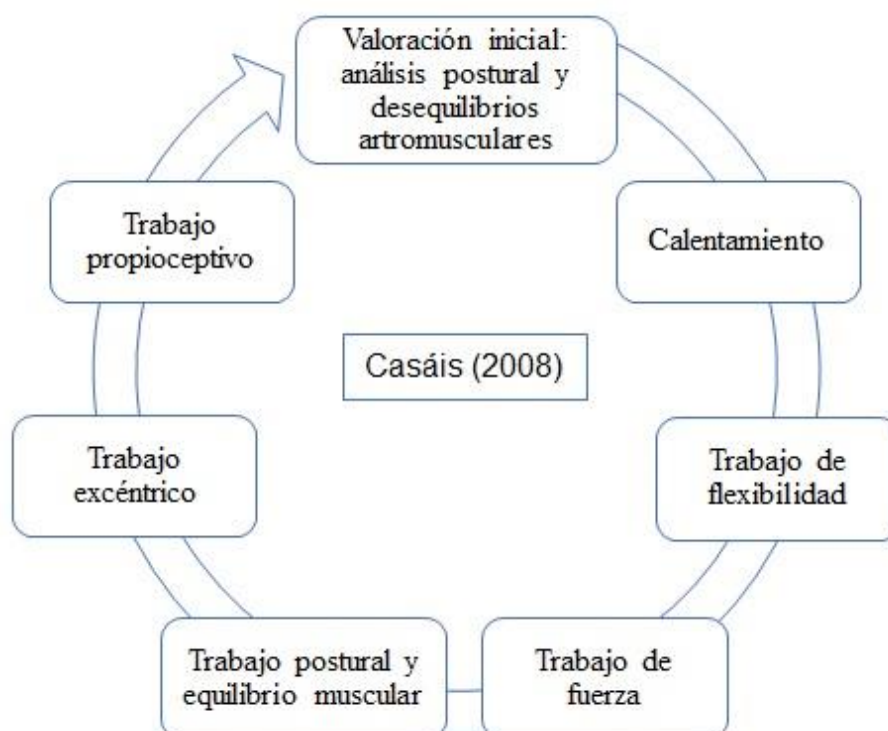 Valoración inicial:
análisis postural y
desequilibrios
artromusculares
Calentamiento
Trabajo de
flexibilidad
Trabajo de
fuerza
Trabajo postural y
equilibrio muscular
Trabajo
excéntrico
Trabajo
propioceptivo
Casáis (2008)